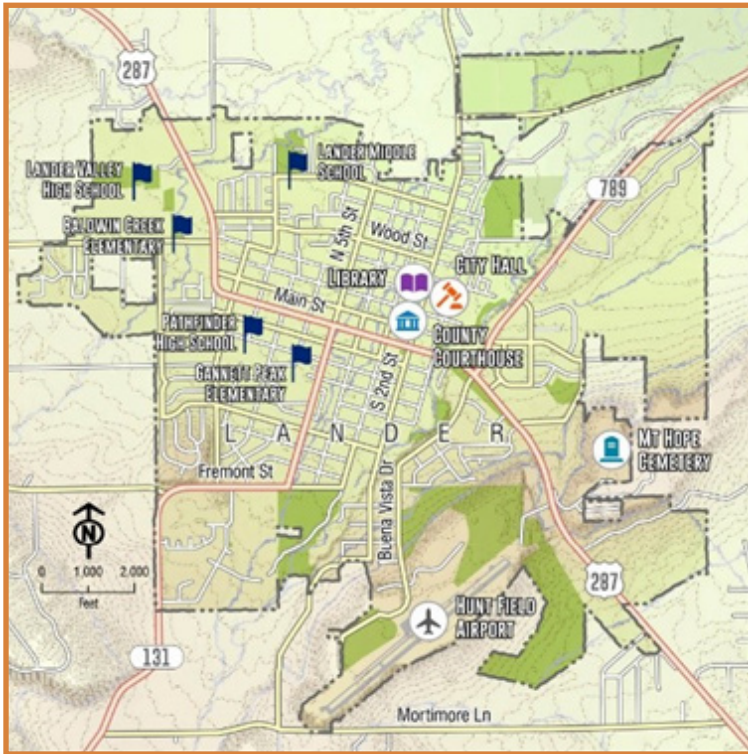 287
LANDER VALLEY
HIGH SCHOOL
LANDER MIDDLE
SCHOOL
789
BALDWIN CREEK
ELEMENTARY
N 5th St
Wood St
LIBRARY
CITY HALL
Main St
PATHFINDER
HIGH SCHOOL
COUNTY
COURTHOUSE
GANNETT PEAK
ELEMENTARY
S 2nd St
LANDER
MT HOPE
CEMETERY
Fremont St
Buena Vista Dr
N
0 1,000 2,000
Feet
287
HUNT FIELD
AIRPORT
131
Mortimore Ln